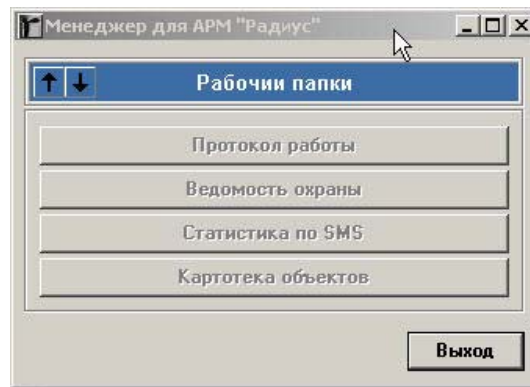 Менеджер для АРМ "Радиус"
Рабочии папки
Протокол работы
Ведомость охраны
Статистика по SMS
Картотека объектов
Выход